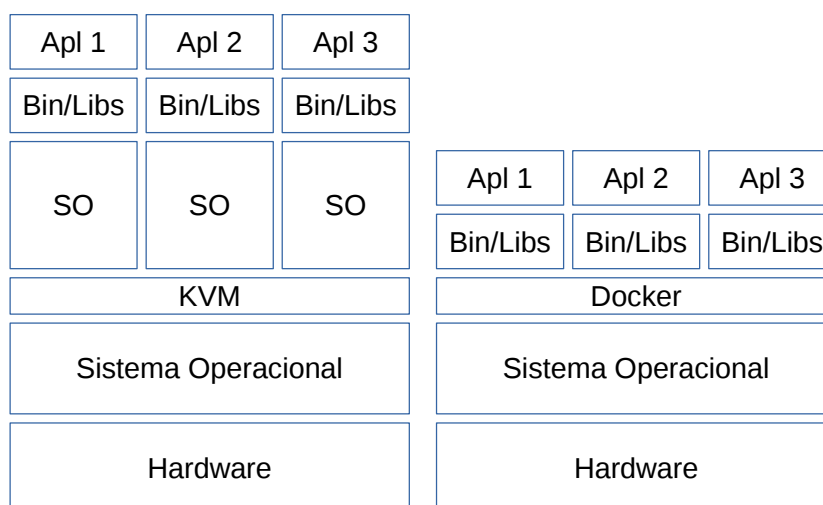 Apl 1 Apl 2 Apl 3
Bin/Libs Bin/Libs Bin/Libs
SO SO SO
KVM
Sistema Operacional
Hardware
Apl 1 Apl 2 Apl 3
Bin/Libs Bin/Libs Bin/Libs
Docker
Sistema Operacional
Hardware